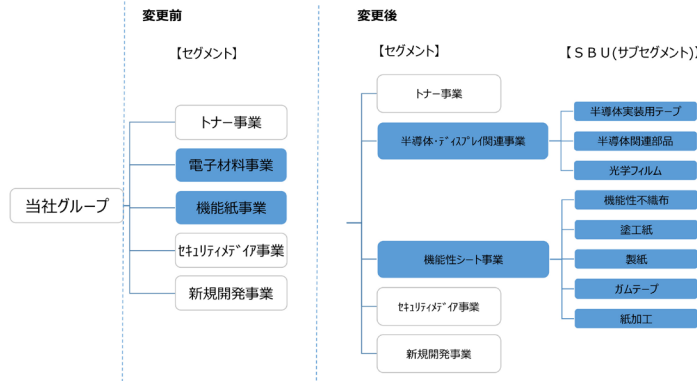 変更前
【セグメント】
当社グループ
トナー事業
電子材料事業
機能紙事業
ｾｷｭﾘﾃｨﾒﾃﾞｨｱ事業
新規開発事業
変更後
【セグメント】
【ＳＢＵ(サブセグメント)】
トナー事業
半導体・ﾃﾞｨｽﾌﾟﾚｲ関連事業
半導体実装用テープ
半導体関連部品
光学フィルム
機能性シート事業
機能性不織布
塗工紙
製紙
ガムテープ
紙加工
ｾｷｭﾘﾃｨﾒﾃﾞｨｱ事業
新規開発事業